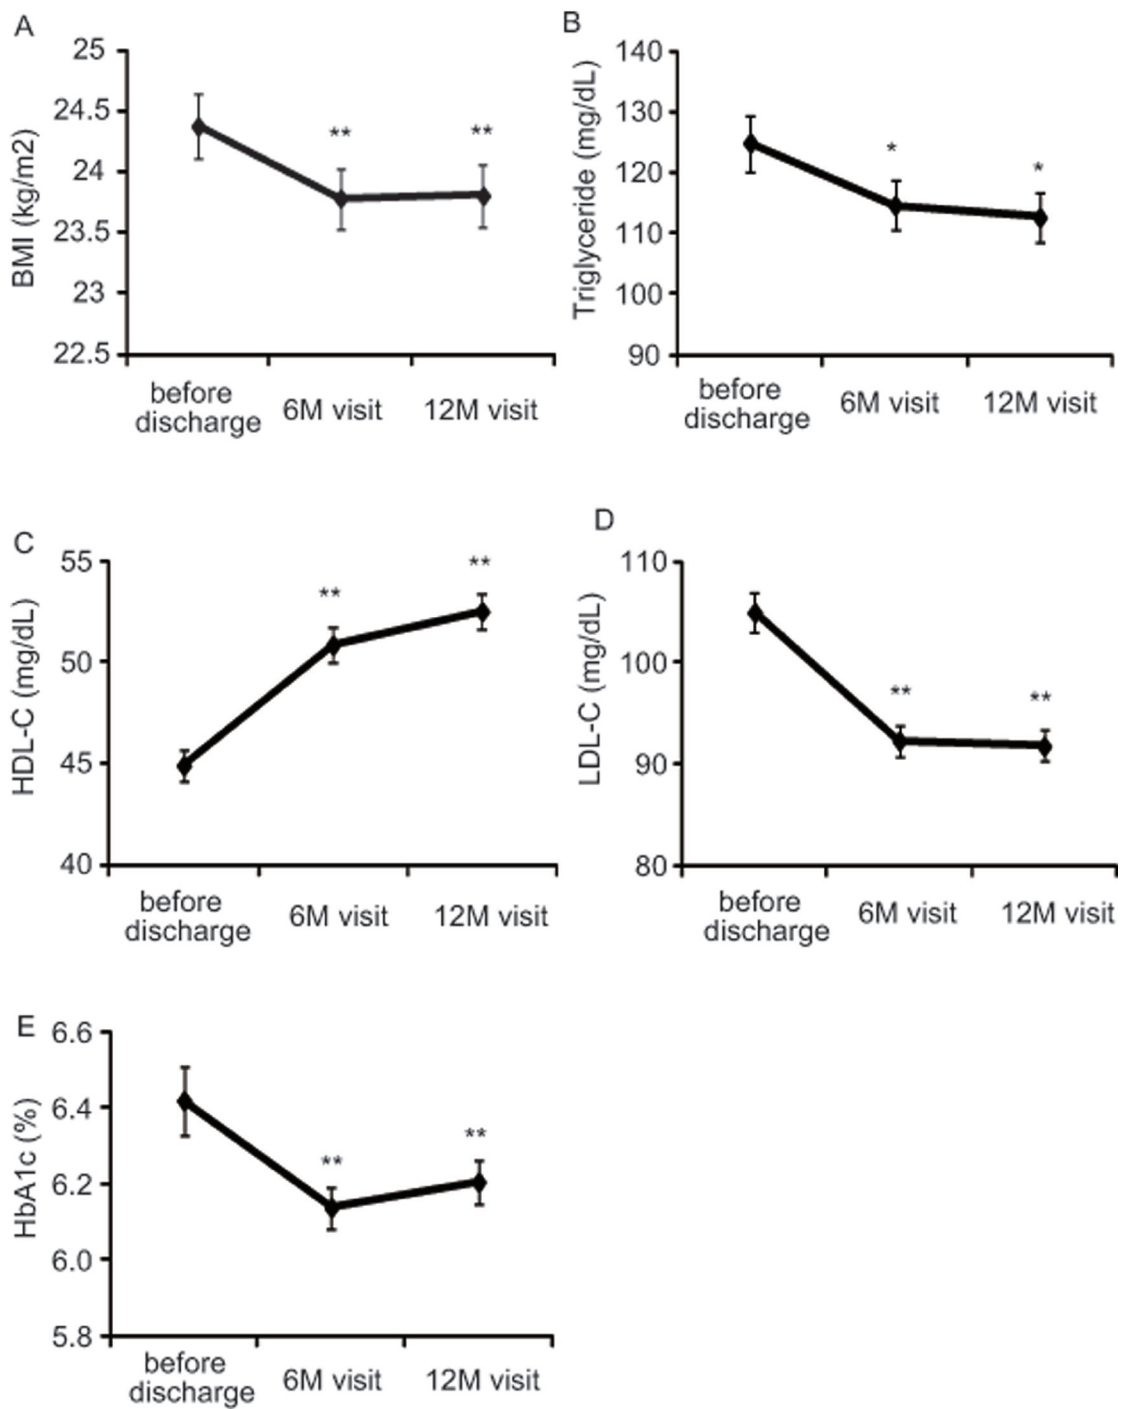 A
BMI (kg/m2)
25
24.5
24
23.5
23
22.5
**
**
before
discharge
6M visit
12M visit
B
Triglyceride (mg/dL)
140
130
120
110
100
90
*
*
before
discharge
6M visit
12M visit
C
HDL-C (mg/dL)
55
50
45
40
**
**
before
discharge
6M visit
12M visit
D
LDL-C (mg/dL)
110
100
90
80
**
**
before
discharge
6M visit
12M visit
E
HbA1c (%)
6.6
6.4
6.2
6.0
5.8
**
**
before
discharge
6M visit
12M visit